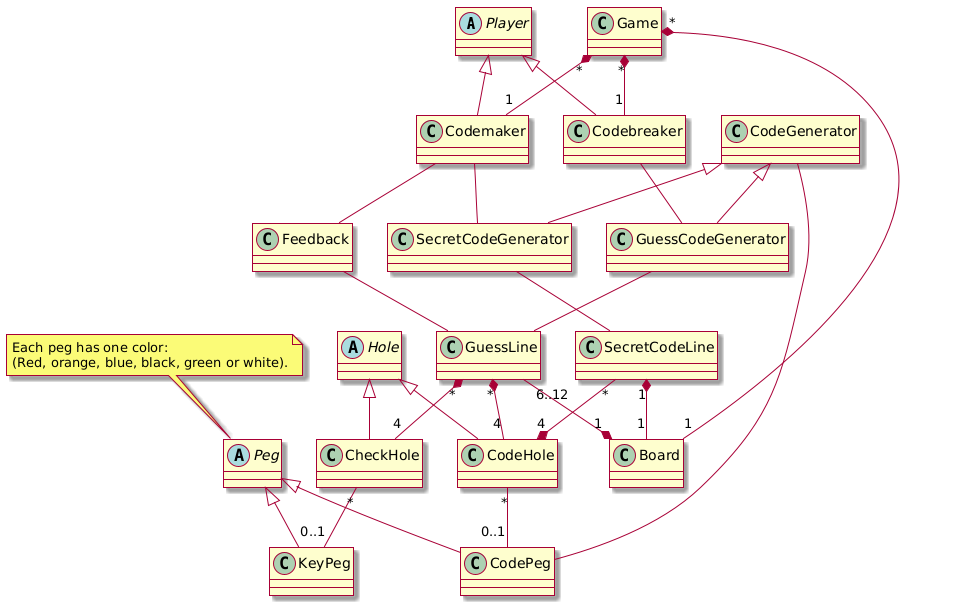 A Player
C Game
*
*
*
1
1
C Codemaker
C Codebreaker
C CodeGenerator
C Feedback
C SecretCodeGenerator
C GuessCodeGenerator
Each peg has one color:
(Red, orange, blue, black, green or white).
A Hole
C GuessLine
C SecretCodeLine
*
*
6..12
*
1
4
4
4
1
1
1
A Peg
C CheckHole
C CodeHole
C Board
*
*
0..1
0..1
C KeyPeg
C CodePeg